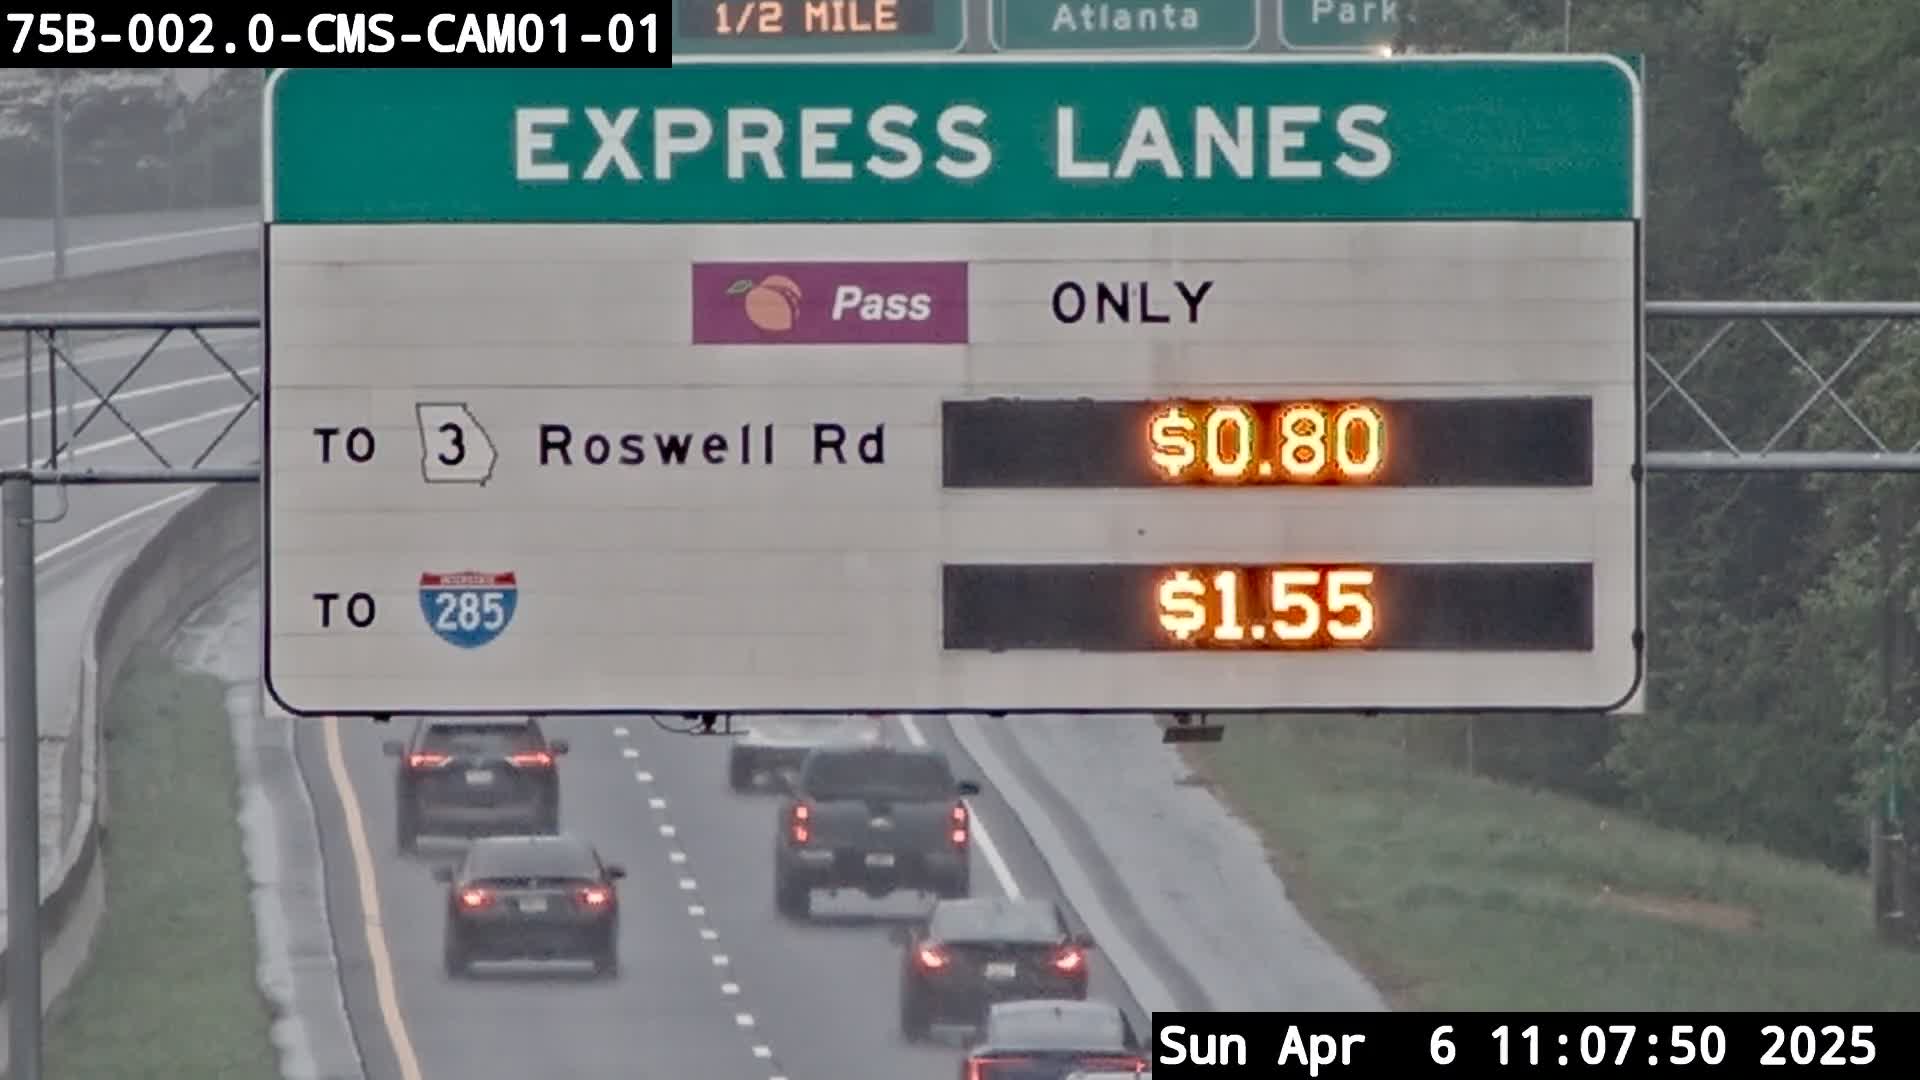 75B-002.0-CMS-CAM01-01
1/2 MILE
Atlanta
Park
EXPRESS LANES
Pass ONLY
TO 3 Roswell Rd $0.80
TO 285 $1.55
Sun Apr 6 11:07:50 2025